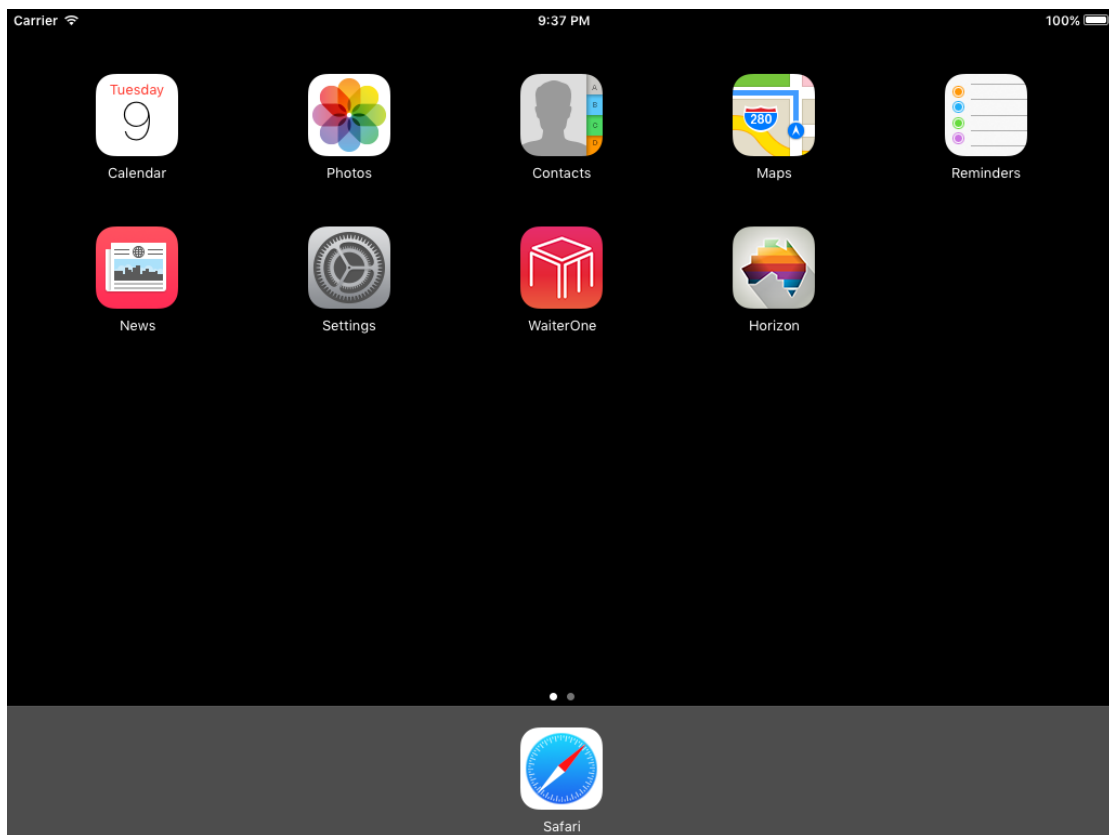 Carrier 9:37 PM 100%
Tuesday
9
A
B
C
D
280
Calendar Photos Contacts Maps Reminders
News Settings WaiterOne Horizon
Safari